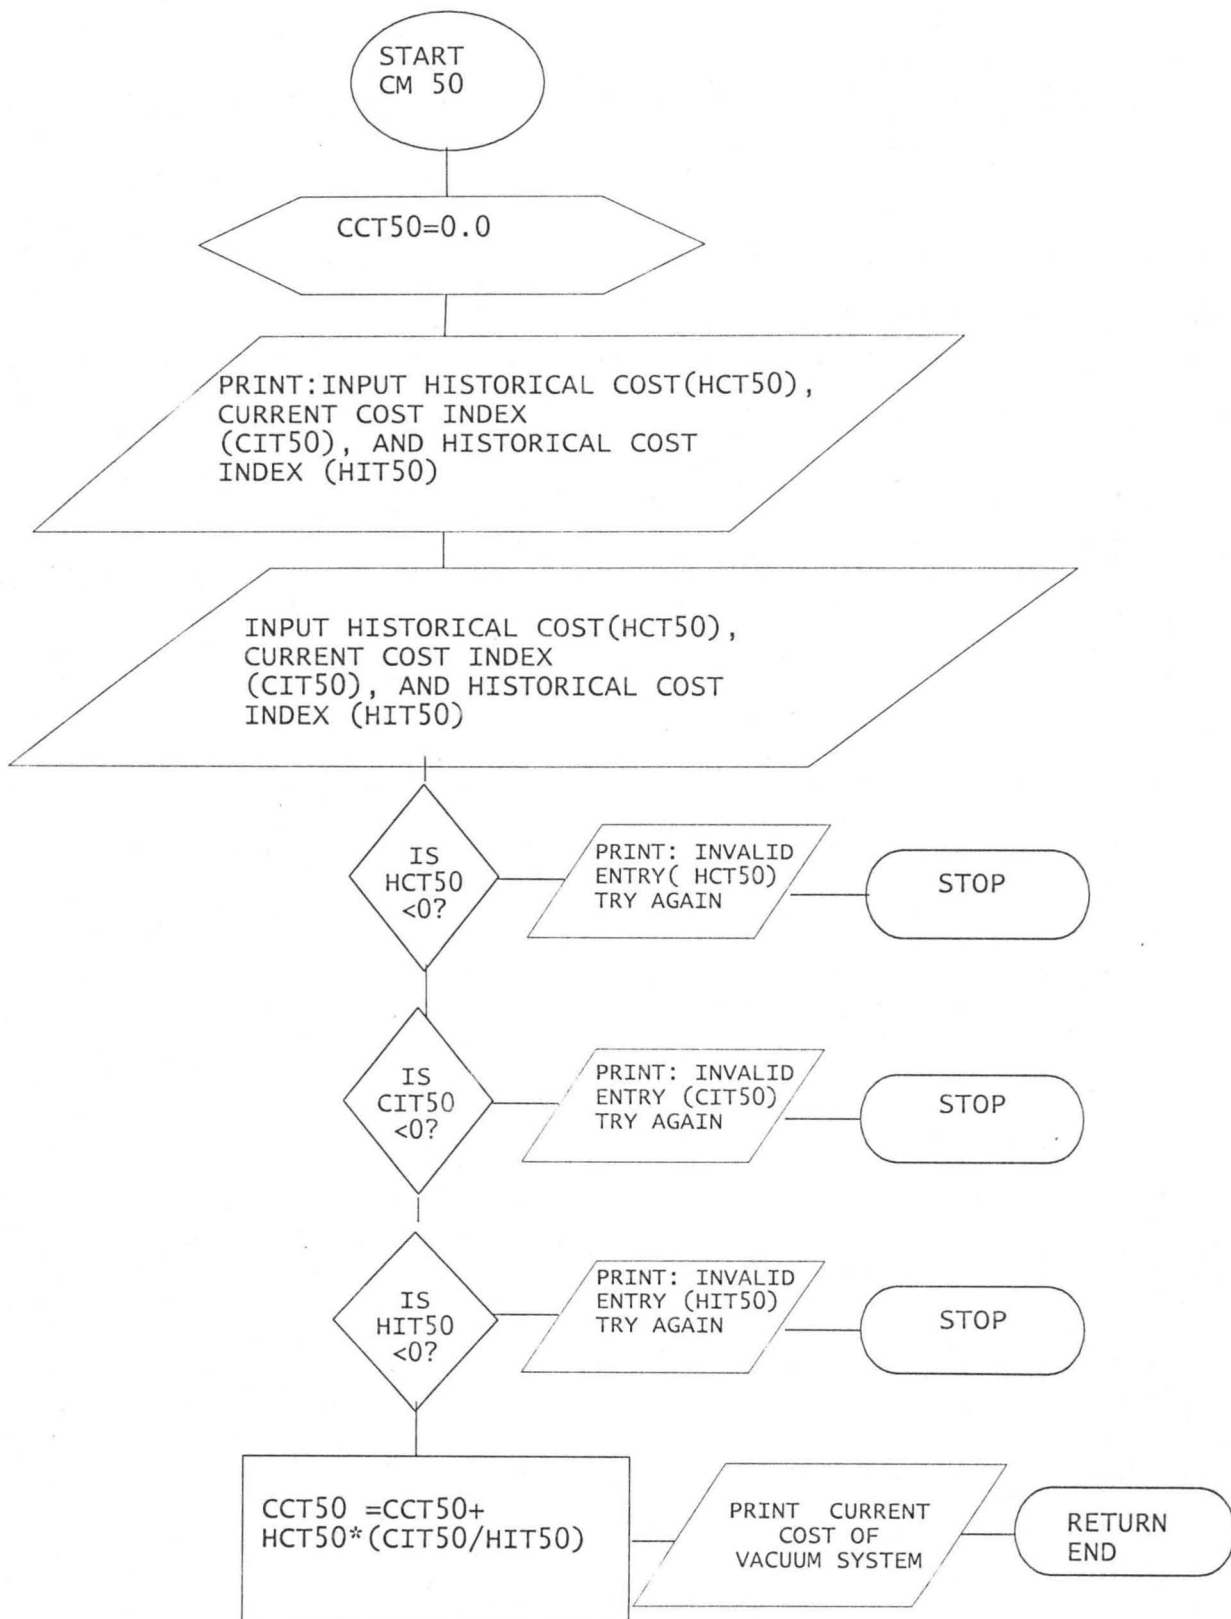 START
CM 50
CCT50=0.0
PRINT:INPUT HISTORICAL COST(HCT50),
CURRENT COST INDEX
(CIT50), AND HISTORICAL COST
INDEX (HIT50)
INPUT HISTORICAL COST(HCT50),
CURRENT COST INDEX
(CIT50), AND HISTORICAL COST
INDEX (HIT50)
IS
HCT50
<0?
PRINT: INVALID
ENTRY( HCT50)
TRY AGAIN
STOP
IS
CIT50
<0?
PRINT: INVALID
ENTRY (CIT50)
TRY AGAIN
STOP
IS
HIT50
<0?
PRINT: INVALID
ENTRY (HIT50)
TRY AGAIN
STOP
CCT50 =CCT50+
HCT50*(CIT50/HIT50)
PRINT CURRENT
COST OF
VACUUM SYSTEM
RETURN
END